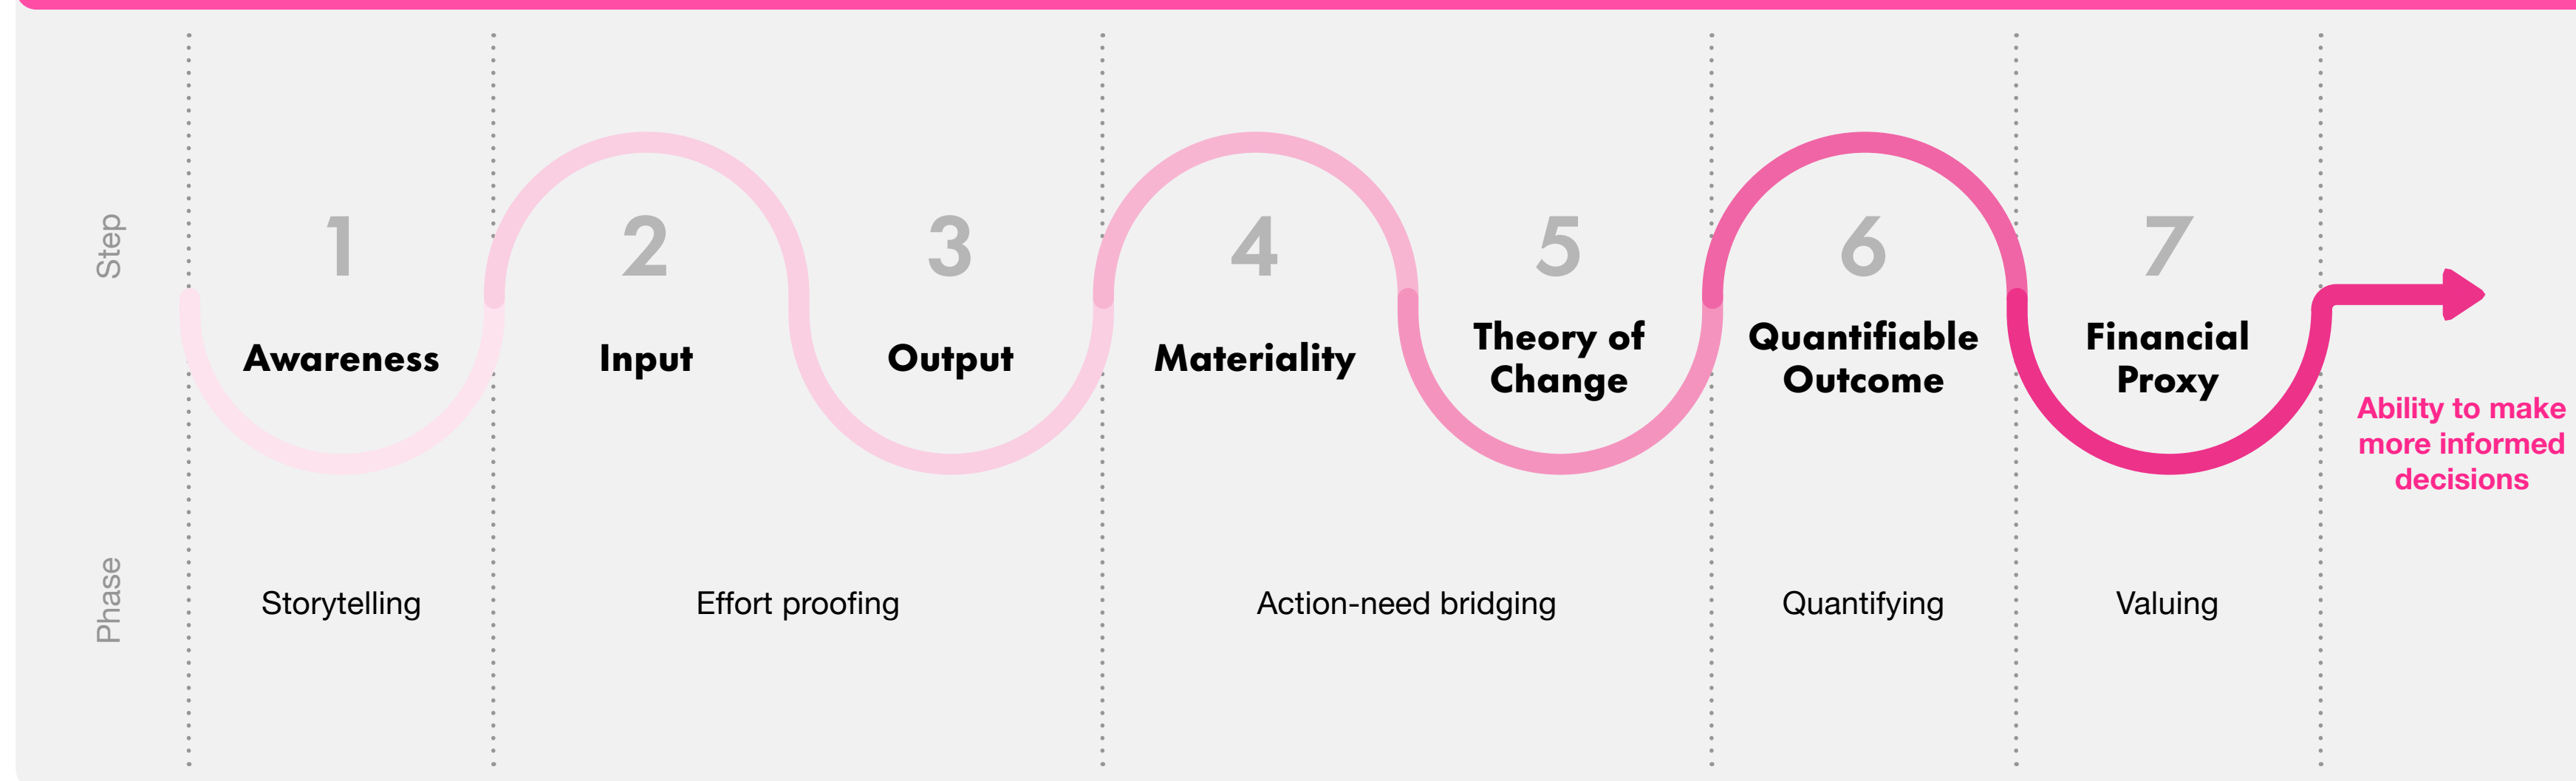 Step
1
2
3
4
5
6
7
Awareness
Input
Output
Materiality
Theory of
Change
Quantifiable
Outcome
Financial
Proxy
Ability to make
more informed
decisions
Phase
Storytelling
Effort proofing
Action-need bridging
Quantifying
Valuing